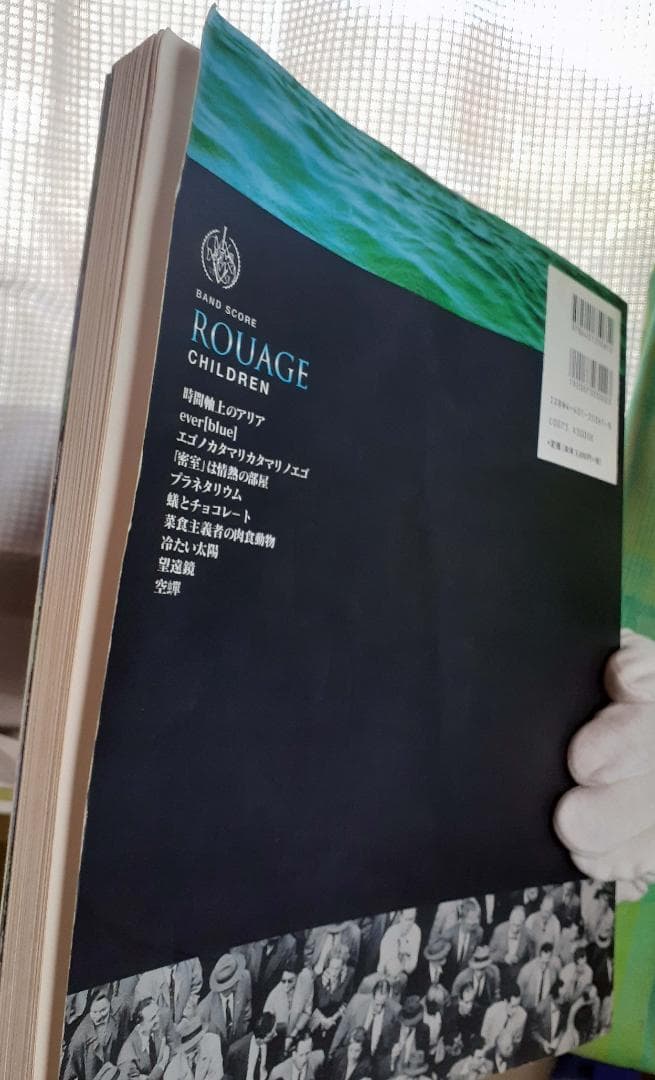 BAND SCORE
ROUAGE
CHILDREN
時間軸上のアリア
ever[blue]
エゴノカタマリカタマリノエゴ
「密室」は情熱の部屋
プラネタリウム
蟻とチョコレート
菜食主義者の肉食動物
冷たい太陽
望遠鏡
空蟬